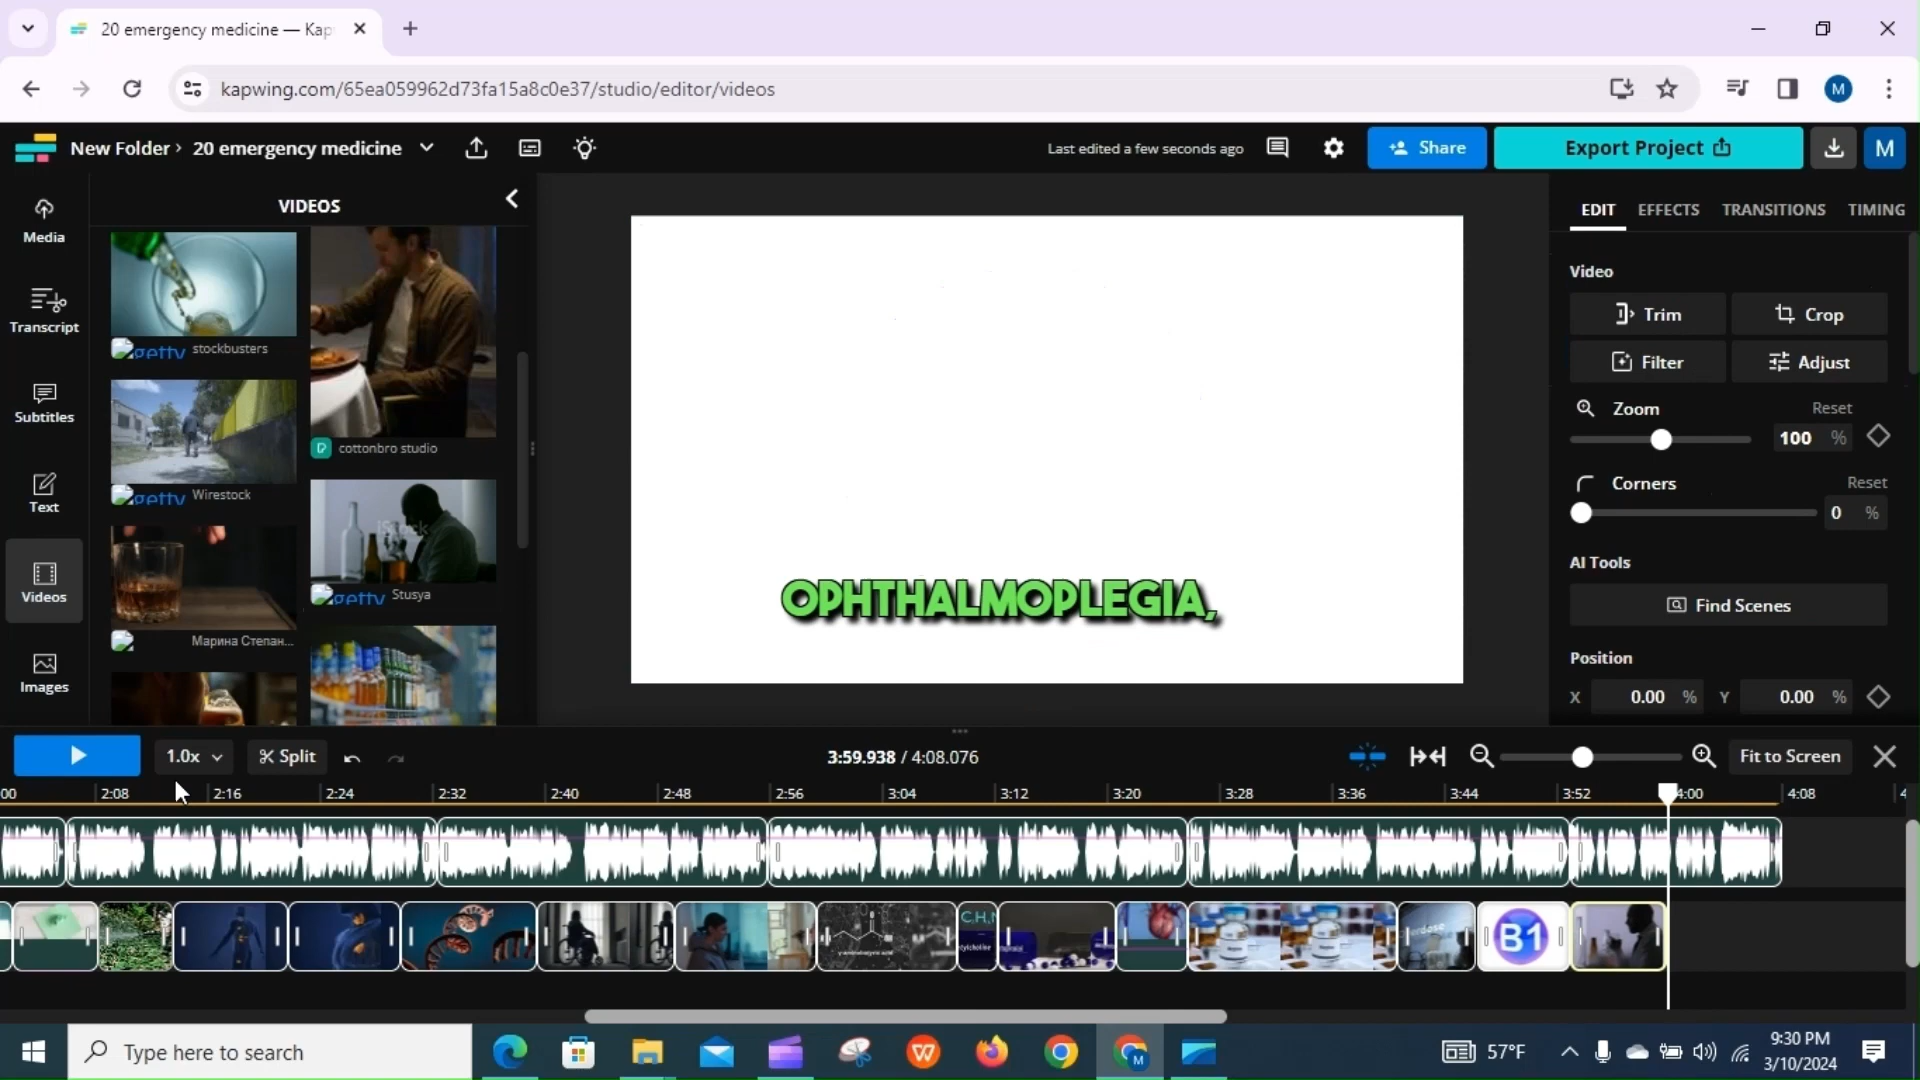 20 emergency medicine — Kap
kapwing.com/65ea059962d73fa15a8c0e37/studio/editor/videos
M
New Folder › 20 emergency medicine
Last edited a few seconds ago
Share
Export Project
M
Media
Transcript
Subtitles
Text
Videos
Images
VIDEOS
getty stockbusters
getty Wirestock
Марина Степан...
cottonbro studio
iStock
getty Stusya
OPHTHALMOPLEGIA,
EDIT EFFECTS TRANSITIONS TIMING
Video
Trim Crop
Filter Adjust
Zoom Reset
100 %
Corners Reset
0 %
AI Tools
Find Scenes
Position
X 0.00 % Y 0.00 %
1.0x Split 3:59.938 / 4:08.076 Fit to Screen
:00 2:08 2:16 2:24 2:32 2:40 2:48 2:56 3:04 3:12 3:20 3:28 3:36 3:44 3:52 4:00 4:08 4
B1
Type here to search
57°F
9:30 PM
3/10/2024